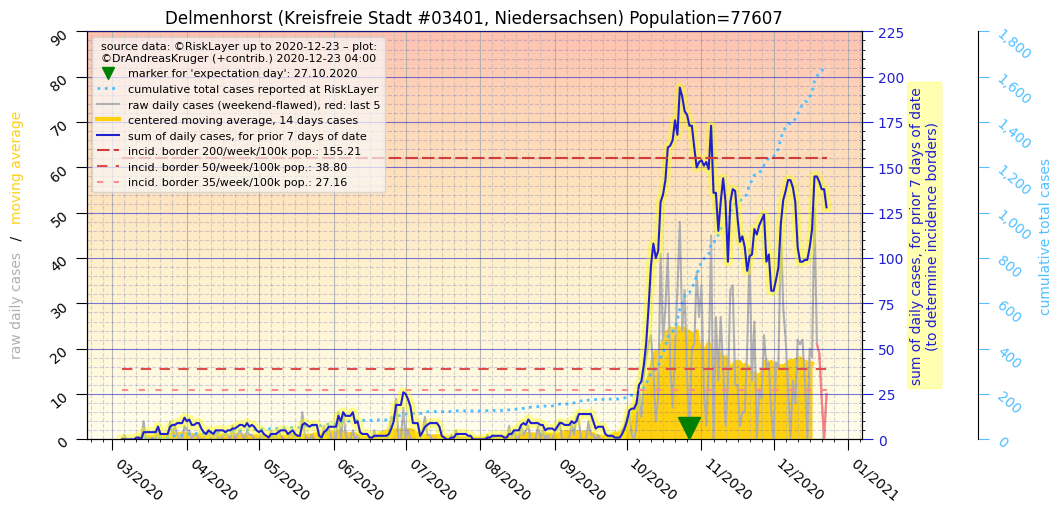 Delmenhorst (Kreisfreie Stadt #03401, Niedersachsen) Population=77607
source data: ©RiskLayer up to 2020-12-23 – plot:
©DrAndreasKruger (+contrib.) 2020-12-23 04:00
marker for 'expectation day': 27.10.2020
cumulative total cases reported at RiskLayer
raw daily cases (weekend-flawed), red: last 5
centered moving average, 14 days cases
sum of daily cases, for prior 7 days of date
incid. border 200/week/100k pop.: 155.21
incid. border 50/week/100k pop.: 38.80
incid. border 35/week/100k pop.: 27.16
raw daily cases / moving average
90
80
70
60
50
40
30
20
10
0
03/2020
04/2020
05/2020
06/2020
07/2020
08/2020
09/2020
10/2020
11/2020
12/2020
01/2021
225
200
175
150
125
100
75
50
25
0
sum of daily cases, for prior 7 days of date
(to determine incidence borders)
1,800
1,600
1,400
1,200
1,000
800
600
400
200
0
cumulative total cases